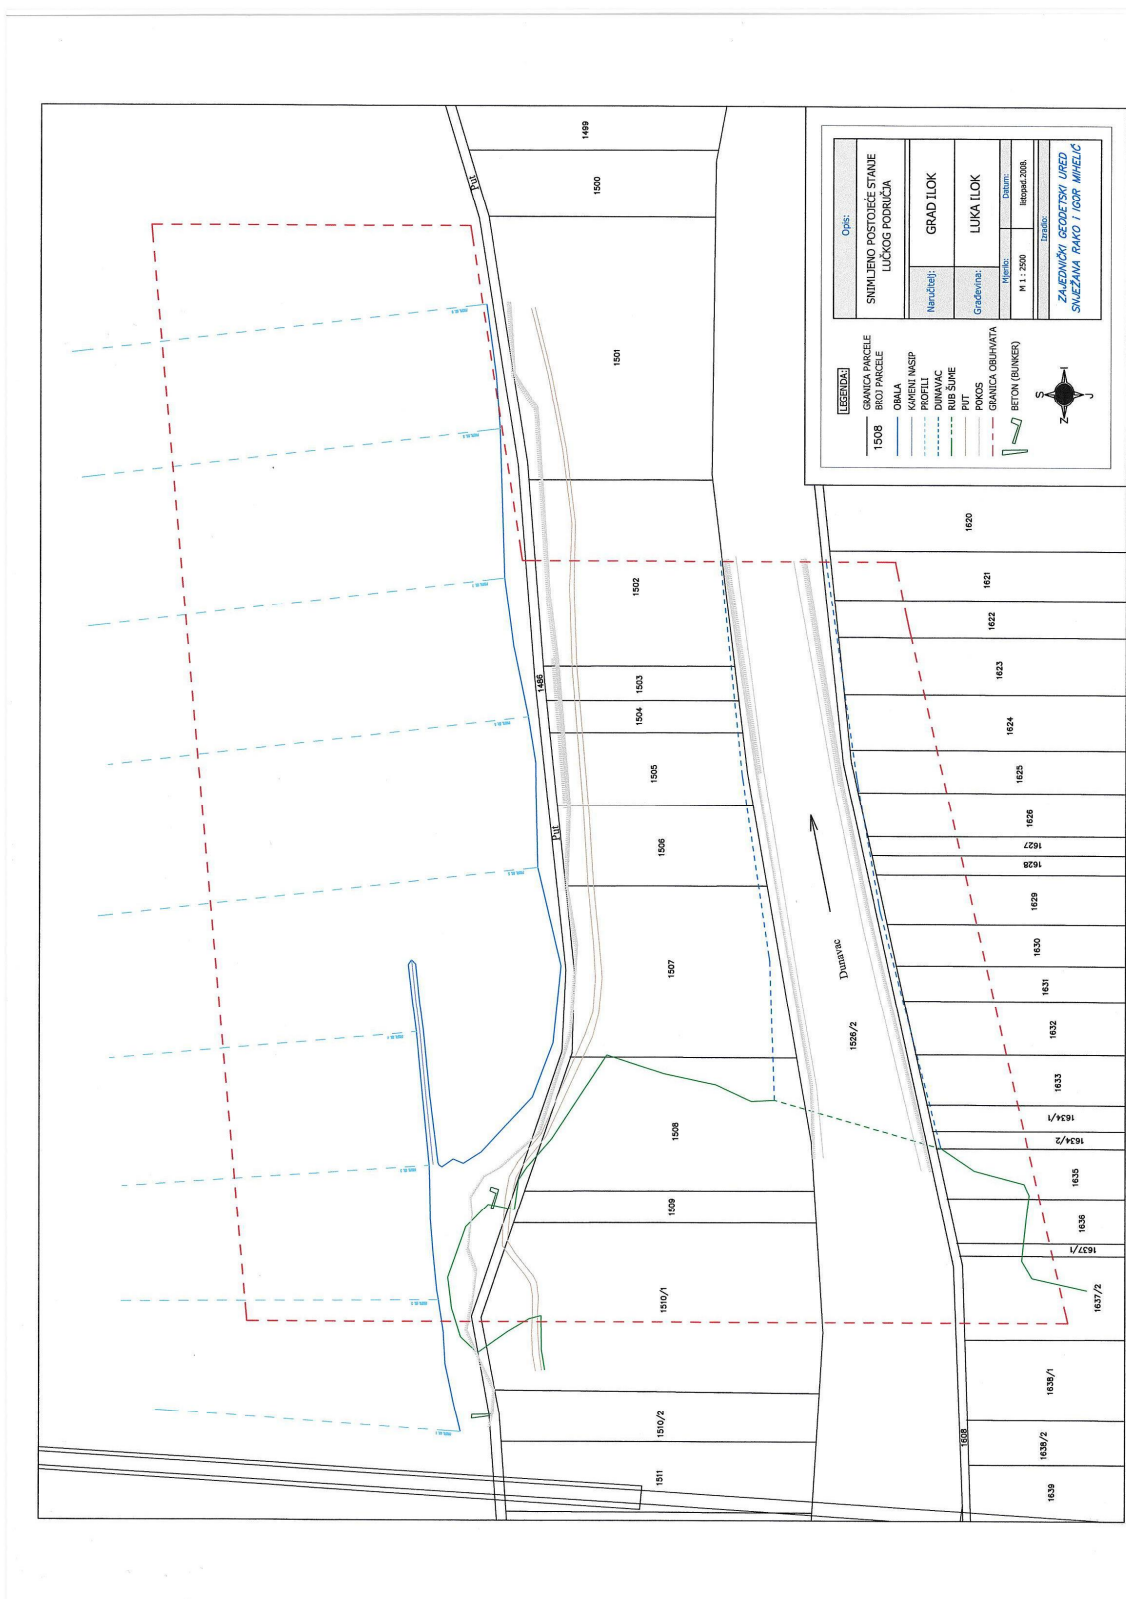 Put
1499
1500
1501
1502
1503
1504
1505
1506
1507
1508
1509
1510/1
1510/2
1511
1486
Put
Dunavac
1526/2
1608
1620
1621
1622
1623
1624
1625
1626
1627
1628
1629
1630
1631
1632
1633
1634/1
1634/2
1635
1636
1637/1
1637/2
1638/1
1638/2
1639
LEGENDA:
GRANICA PARCELE
1508 BROJ PARCELE
OBALA
KAMENI NASIP
PROFILI
DUNAVAC
RUB ŠUME
PUT
POKOS
GRANICA OBUHVATA
BETON (BUNKER)
S
Z I
J
Opis:
SNIMLJENO POSTOJEĆE STANJE
LUČKOG PODRUČJA
Naručitelj: GRAD ILOK
Građevina: LUKA ILOK
Mjerilo: Datum:
M 1 : 2500 listopad.2008.
Izradio:
ZAJEDNIČKI GEODETSKI URED
SNJEŽANA RAKO I IGOR MIHELIĆ